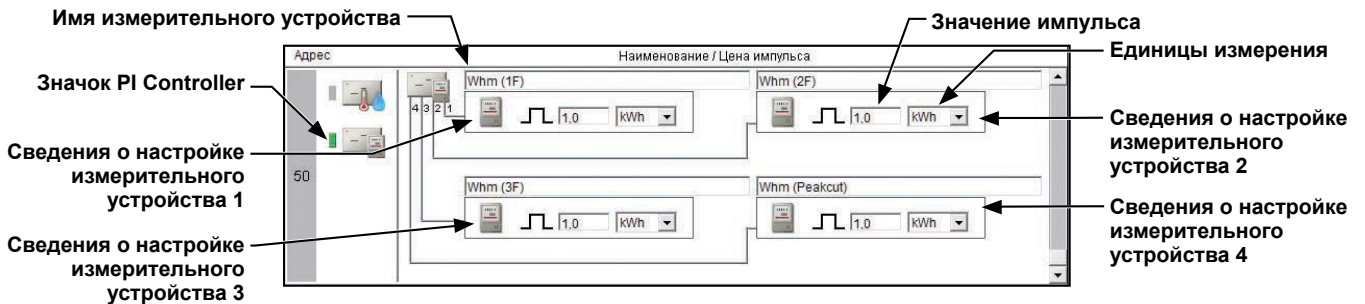 Имя измерительного устройства
Значение импульса
Единицы измерения
Значок PI Controller
Сведения о настройке
измерительного
устройства 1
Сведения о настройке
измерительного
устройства 3
Адрес
Наименование / Цена импульса
50
4 3 2 1
Whm (1F)
1.0 kWh
Whm (2F)
1.0 kWh
Whm (3F)
1.0 kWh
Whm (Peakcut)
1.0 kWh
Сведения о настройке
измерительного
устройства 2
Сведения о настройке
измерительного
устройства 4